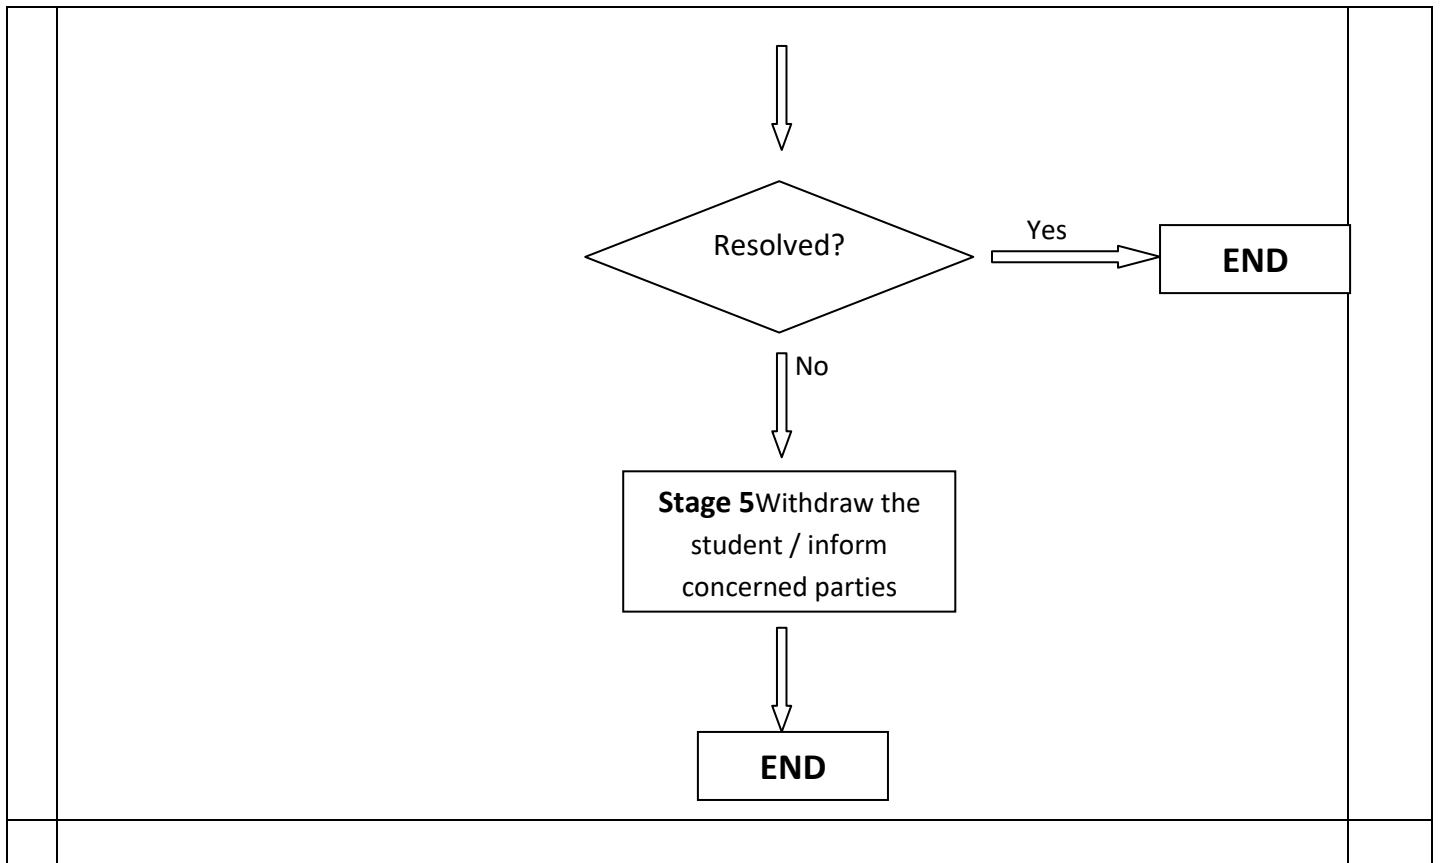 Yes
Resolved?
END
No
Stage 5Withdraw the
student / inform
concerned parties
END